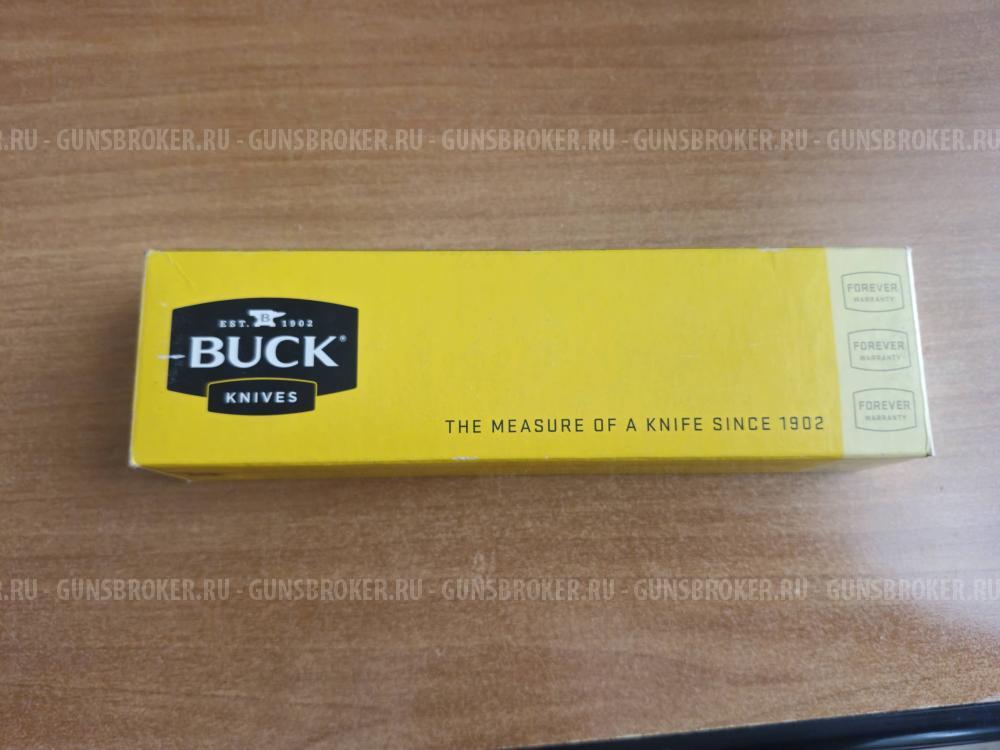 .RU - GUNSBROKER.RU - GUNSBROKER.RU - GUNSBROKER.RU - GUNSBROKER.RU - GUNSBROKER.RU
EST. B 1902
BUCK®
KNIVES
THE MEASURE OF A KNIFE SINCE 1902
FOREVER
WARRANTY
FOREVER
WARRANTY
FOREVER
WARRANTY
.RU - GUNSBROKER.RU - GUNSBROKER.RU - GUNSBROKER.RU - GUNSBROKER.RU - GUNSBROKER.RU